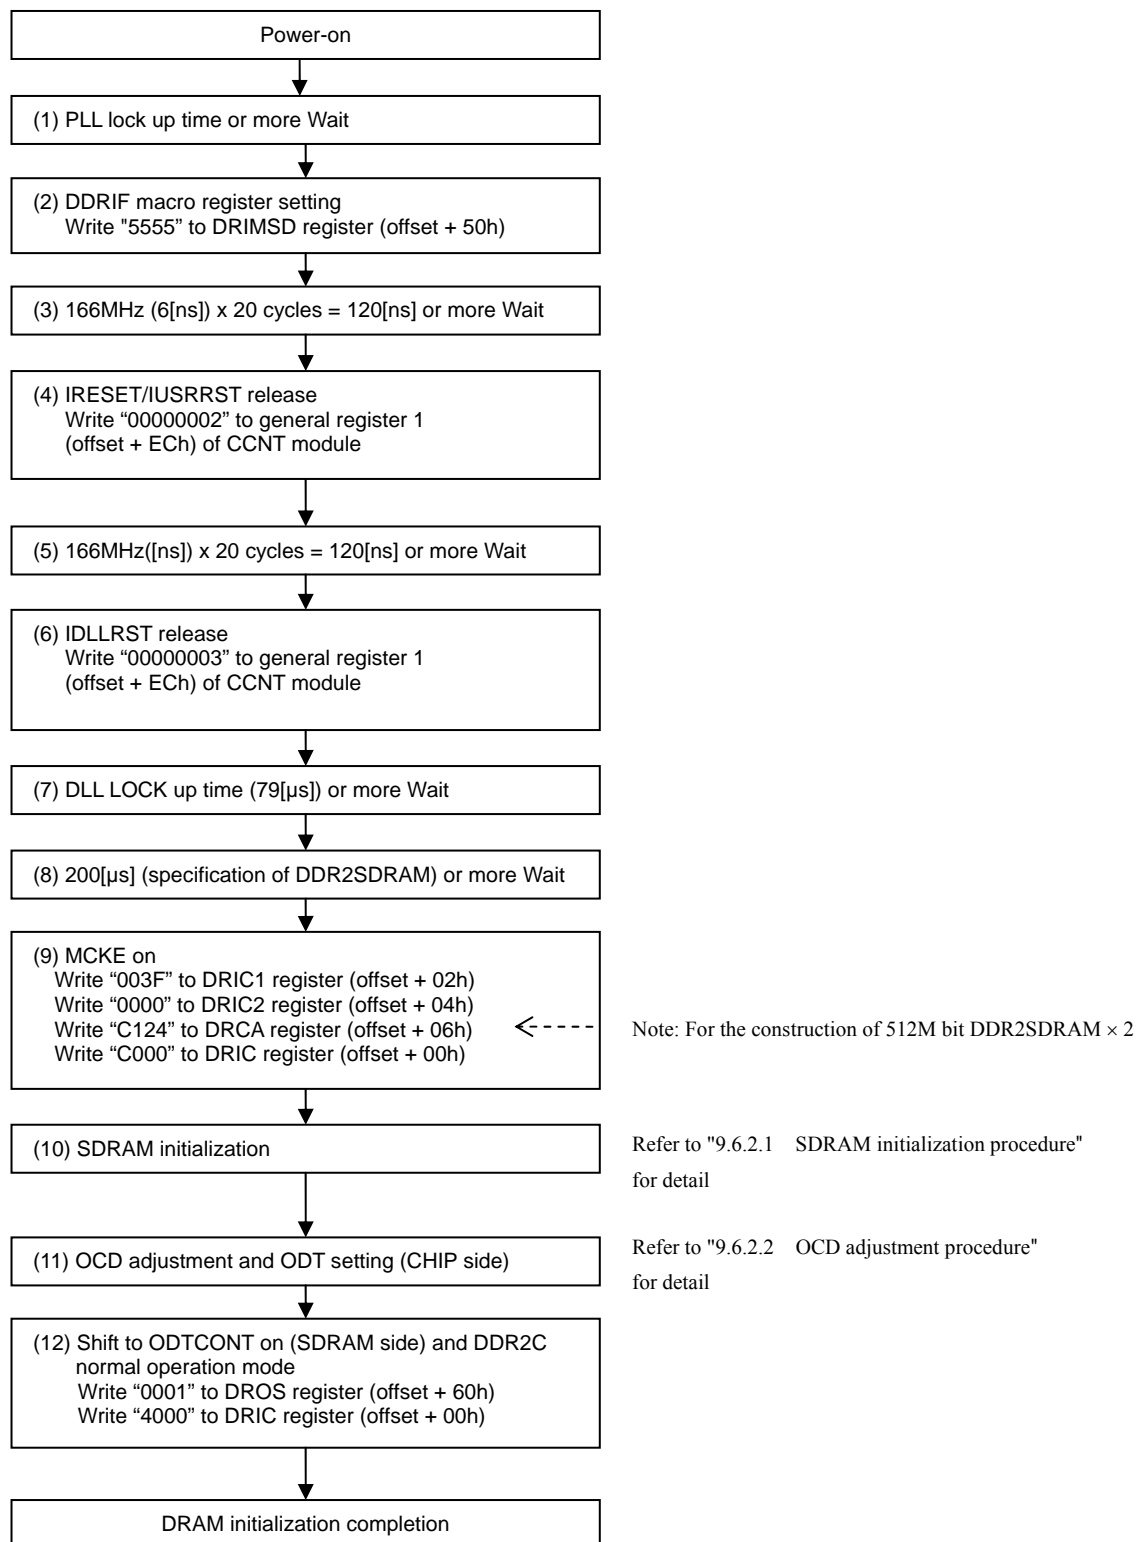 Power-on
(1) PLL lock up time or more Wait
(2) DDRIF macro register setting
Write "5555” to DRIMSD register (offset + 50h)
(3) 166MHz (6[ns]) x 20 cycles = 120[ns] or more Wait
(4) IRESET/IUSRRST release
Write “00000002” to general register 1
(offset + ECh) of CCNT module
(5) 166MHz([ns]) x 20 cycles = 120[ns] or more Wait
(6) IDLLRST release
Write “00000003” to general register 1
(offset + ECh) of CCNT module
(7) DLL LOCK up time (79[µs]) or more Wait
(8) 200[µs] (specification of DDR2SDRAM) or more Wait
(9) MCKE on
Write “003F” to DRIC1 register (offset + 02h)
Write “0000” to DRIC2 register (offset + 04h)
Write “C124” to DRCA register (offset + 06h)
Write “C000” to DRIC register (offset + 00h)
Note: For the construction of 512M bit DDR2SDRAM × 2
(10) SDRAM initialization
Refer to "9.6.2.1 SDRAM initialization procedure"
for detail
(11) OCD adjustment and ODT setting (CHIP side)
Refer to "9.6.2.2 OCD adjustment procedure"
for detail
(12) Shift to ODTCONT on (SDRAM side) and DDR2C
normal operation mode
Write “0001” to DROS register (offset + 60h)
Write “4000” to DRIC register (offset + 00h)
DRAM initialization completion